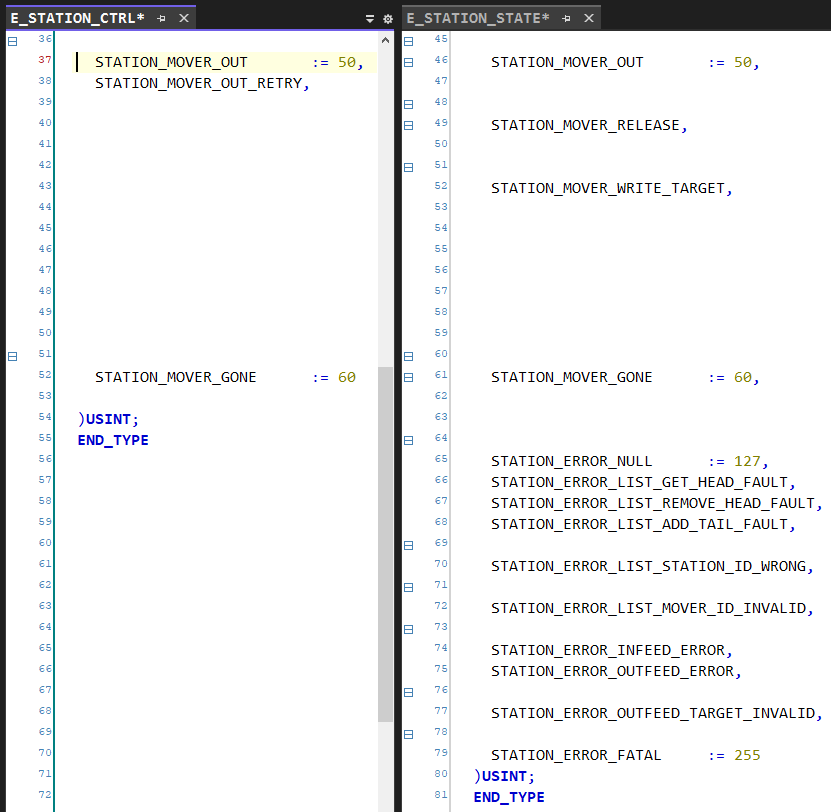 E_STATION_CTRL*
36
37 STATION_MOVER_OUT := 50,
38 STATION_MOVER_OUT_RETRY,
39
40
41
42
43
44
45
46
47
48
49
50
51
52 STATION_MOVER_GONE := 60
53
54 )USINT;
55 END_TYPE
56
57
58
59
60
61
62
63
64
65
66
67
68
69
70
71
72
E_STATION_STATE*
45
46 STATION_MOVER_OUT := 50,
47
48
49 STATION_MOVER_RELEASE,
50
51
52 STATION_MOVER_WRITE_TARGET,
53
54
55
56
57
58
59
60
61 STATION_MOVER_GONE := 60,
62
63
64
65 STATION_ERROR_NULL := 127,
66 STATION_ERROR_LIST_GET_HEAD_FAULT,
67 STATION_ERROR_LIST_REMOVE_HEAD_FAULT,
68 STATION_ERROR_LIST_ADD_TAIL_FAULT,
69
70 STATION_ERROR_LIST_STATION_ID_WRONG,
71
72 STATION_ERROR_LIST_MOVER_ID_INVALID,
73
74 STATION_ERROR_INFEED_ERROR,
75 STATION_ERROR_OUTFEED_ERROR,
76
77 STATION_ERROR_OUTFEED_TARGET_INVALID,
78
79 STATION_ERROR_FATAL := 255
80 )USINT;
81 END_TYPE